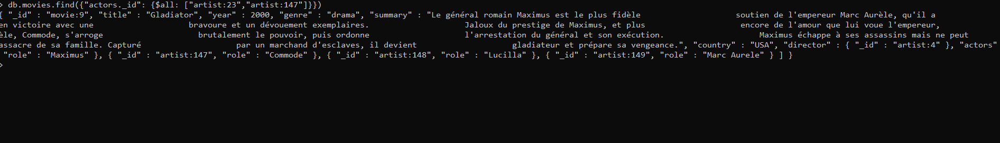 > db.movies.find({"actors._id": {$all: ["artist:23","artist:147"]}})
{ "_id" : "movie:9", "title" : "Gladiator", "year" : 2000, "genre" : "drama", "summary" : "Le général romain Maximus est le plus fidèle soutien de l'empereur Marc Aurèle, qu'il a
en victoire avec une bravoure et un dévouement exemplaires. Jaloux du prestige de Maximus, et plus encore de l'amour que lui voue l'empereur,
èle, Commode, s'arroge brutalement le pouvoir, puis ordonne l'arrestation du général et son exécution. Maximus échappe à ses assassins mais ne peut
assacre de sa famille. Capturé par un marchand d'esclaves, il devient gladiateur et prépare sa vengeance.", "country" : "USA", "director" : { "_id" : "artist:4" }, "actors"
"role" : "Maximus" }, { "_id" : "artist:147", "role" : "Commode" }, { "_id" : "artist:148", "role" : "Lucilla" }, { "_id" : "artist:149", "role" : "Marc Aurele" } ] }
>